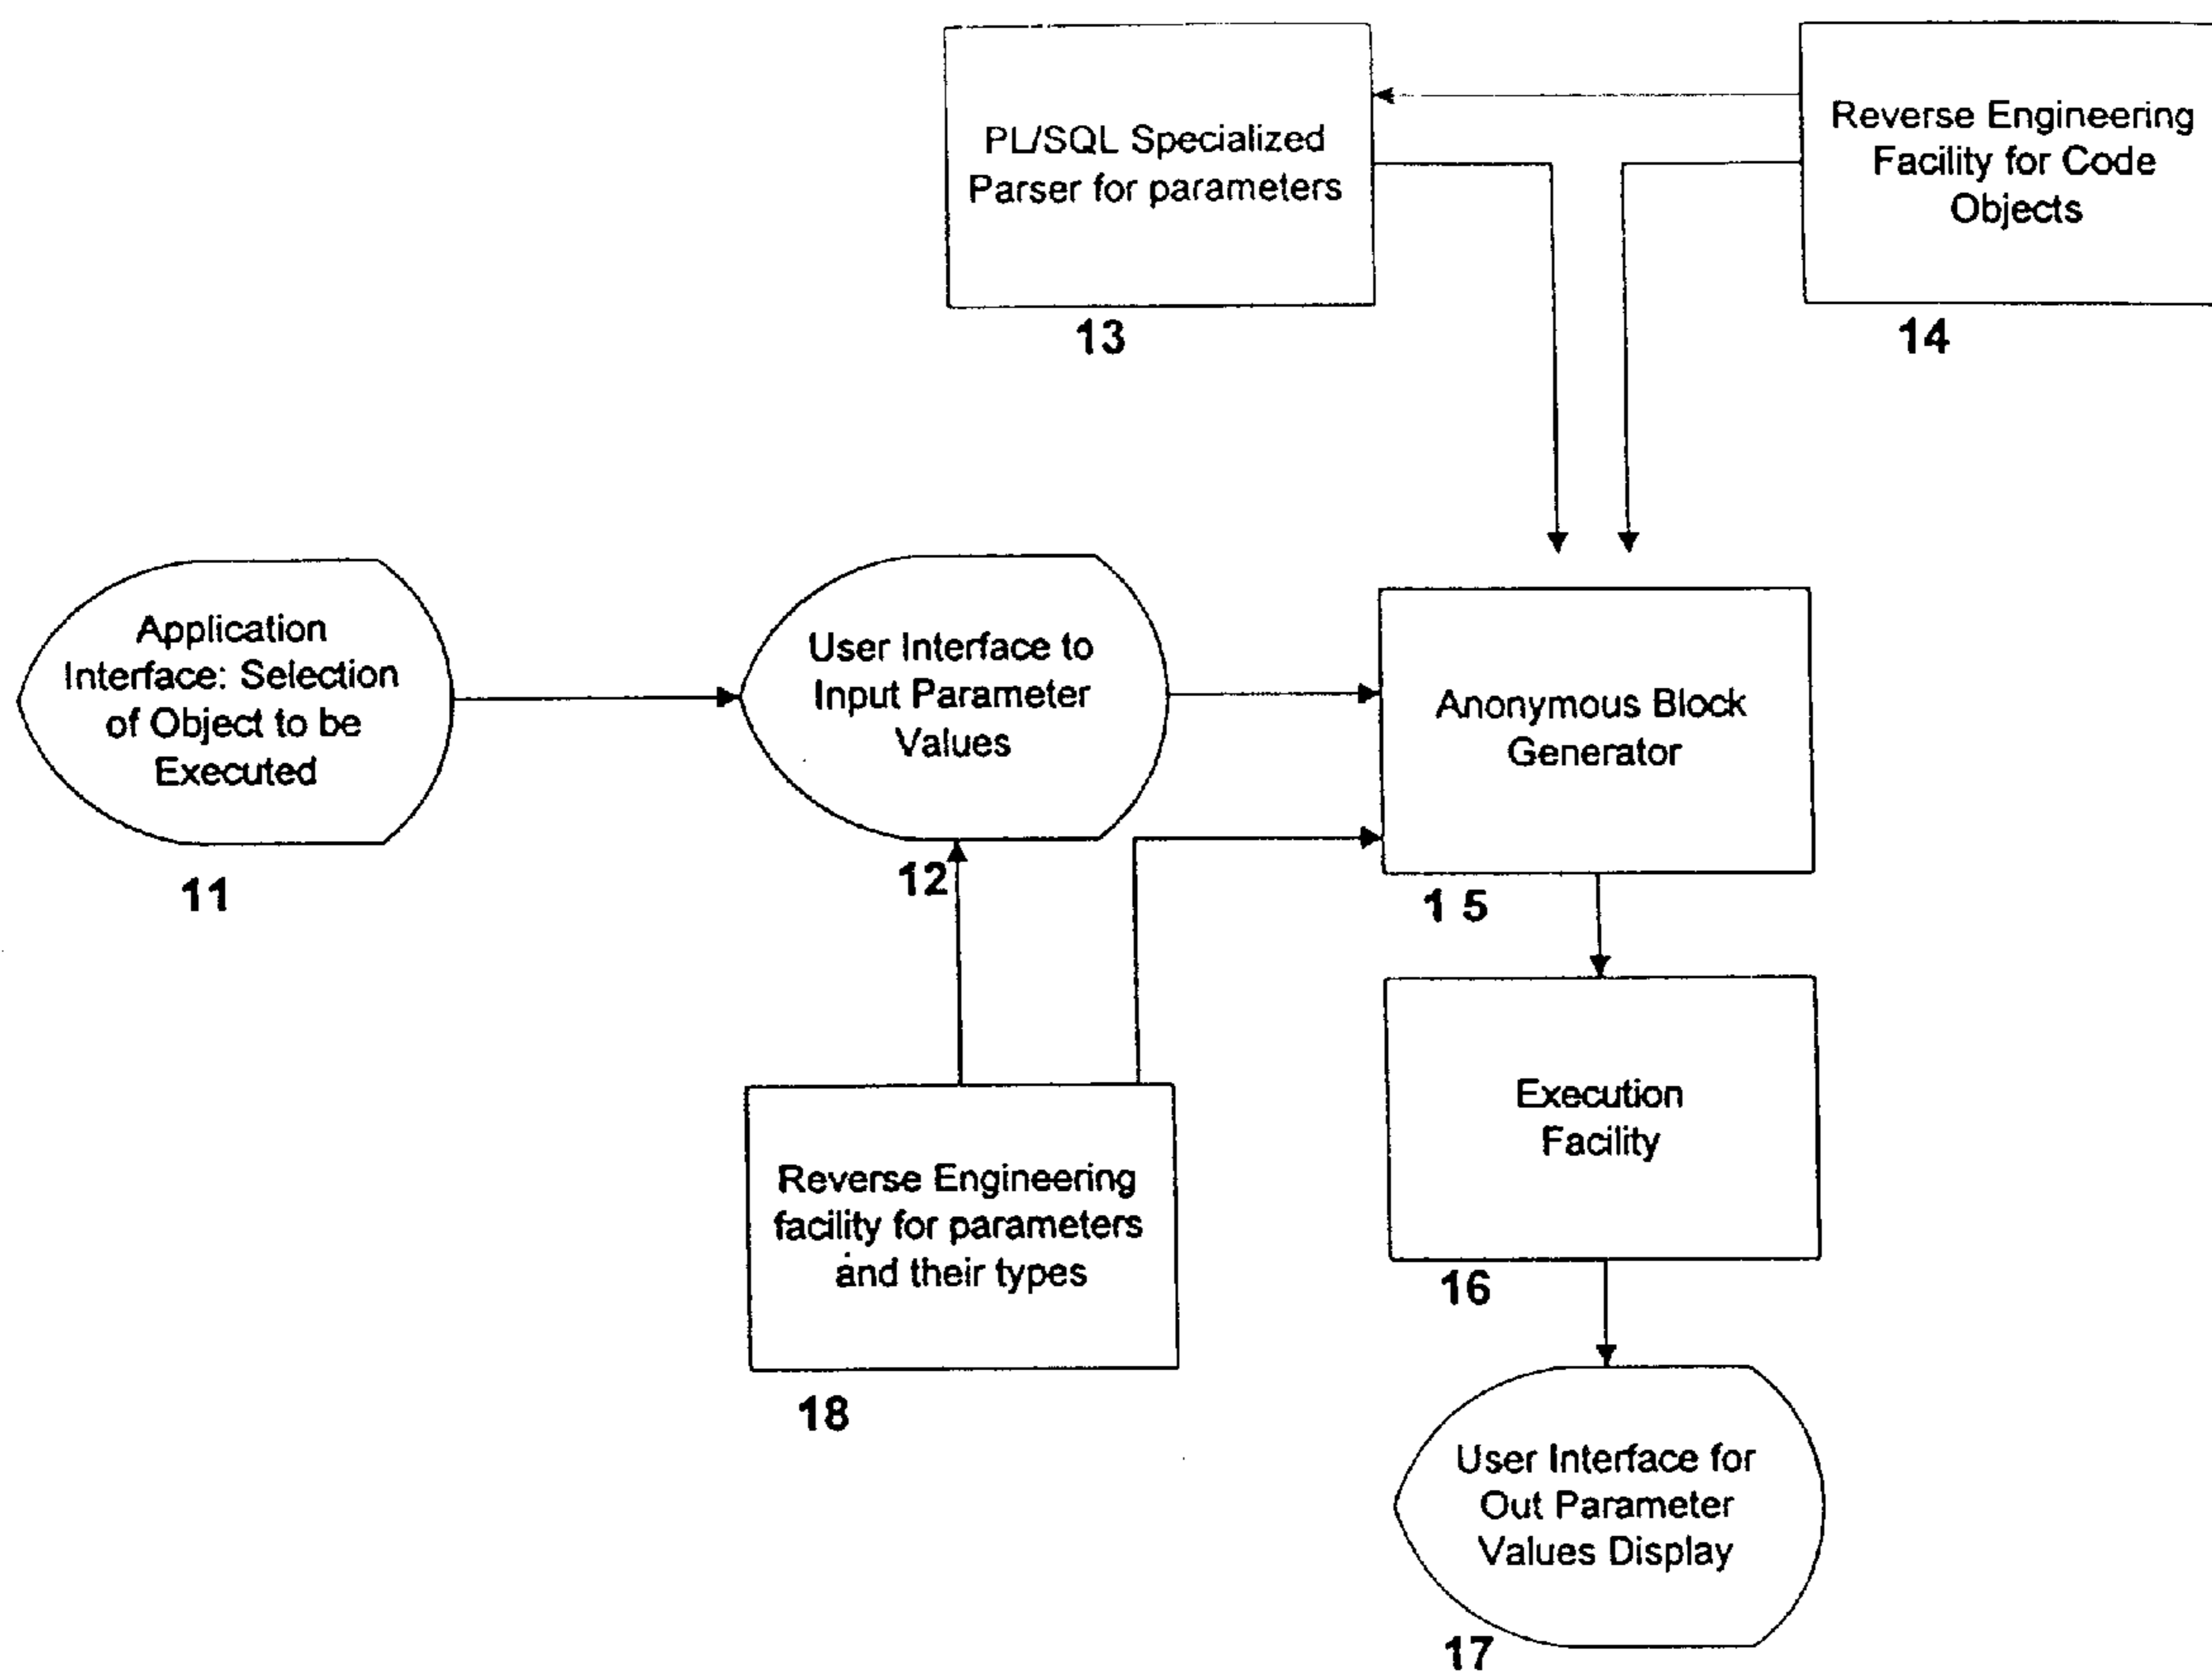 PL/SQL Specialized
Parser for parameters
13
Reverse Engineering
Facility for Code
Objects
14
Application
Interface: Selection
of Object to be
Executed
11
User Interface to
Input Parameter
Values
12
Anonymous Block
Generator
1 5
Reverse Engineering
facility for parameters
and their types
18
Execution
Facility
16
User Interface for
Out Parameter
Values Display
17